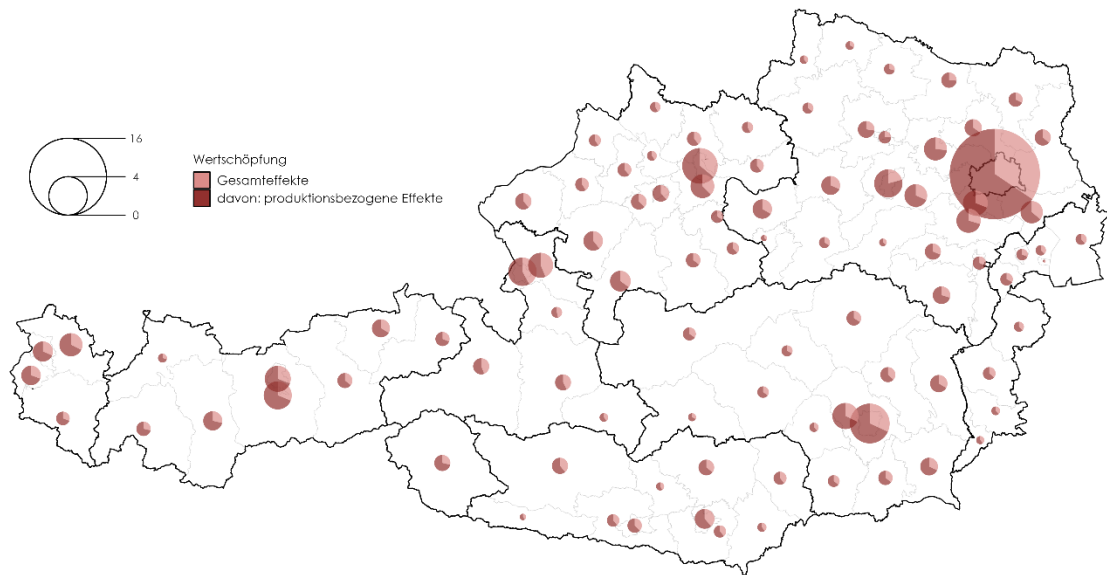 16
4
0
Wertschöpfung
Gesamteffekte
davon: produktionsbezogene Effekte